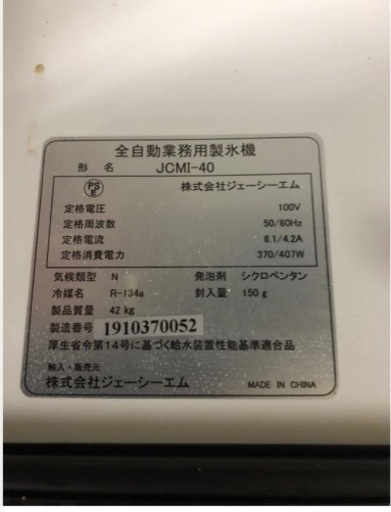 全自動業務用製氷機
形 名 JCMI-40
PS E 株式会社ジェーシーエム
定格電圧 100V
定格周波数 50/60Hz
定格電流 6.1/4.2A
定格消費電力 370/407W
気候類型 N 発泡剤 シクロペンタン
冷媒名 R-134a 封入量 150g
製品質量 42kg
製造番号 1910370052
厚生省令第14号に基づく給水装置性能基準適合品
輸入・販売元
株式会社ジェーシーエム MADE IN CHINA